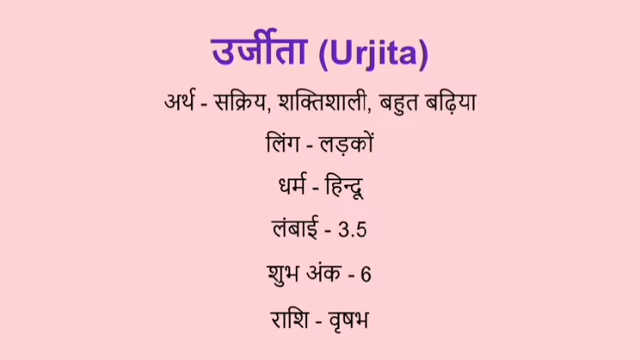 उर्जीता (Urjita)
अर्थ - सक्रिय, शक्तिशाली, बहुत बढ़िया
लिंग - लड़कों
धर्म - हिन्दू
लंबाई - 3.5
शुभ अंक - 6
राशि - वृषभ